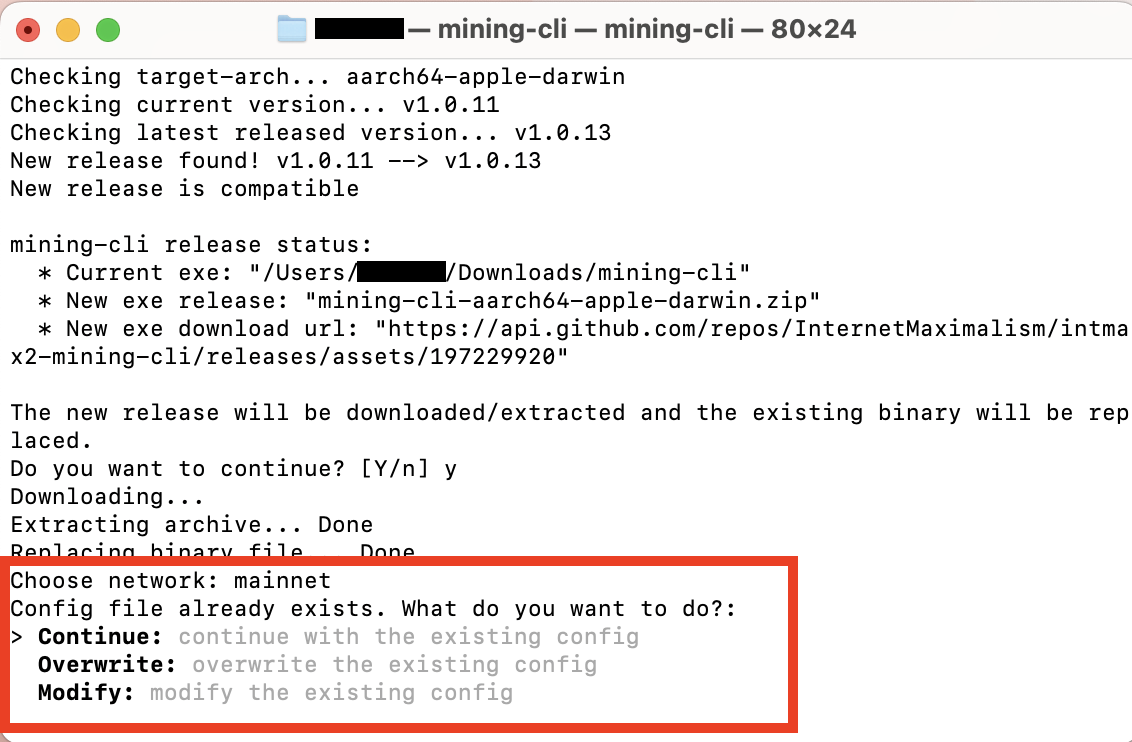 — mining-cli — mining-cli — 80×24
Checking target-arch... aarch64-apple-darwin
Checking current version... v1.0.11
Checking latest released version... v1.0.13
New release found! v1.0.11 --> v1.0.13
New release is compatible
mining-cli release status:
* Current exe: "/Users/ /Downloads/mining-cli"
* New exe release: "mining-cli-aarch64-apple-darwin.zip"
* New exe download url: "https://api.github.com/repos/InternetMaximalism/intma
x2-mining-cli/releases/assets/197229920"
The new release will be downloaded/extracted and the existing binary will be rep
laced.
Do you want to continue? [Y/n] y
Downloading...
Extracting archive... Done
Replacing binary file... Done
Choose network: mainnet
Config file already exists. What do you want to do?:
> Continue: continue with the existing config
Overwrite: overwrite the existing config
Modify: modify the existing config